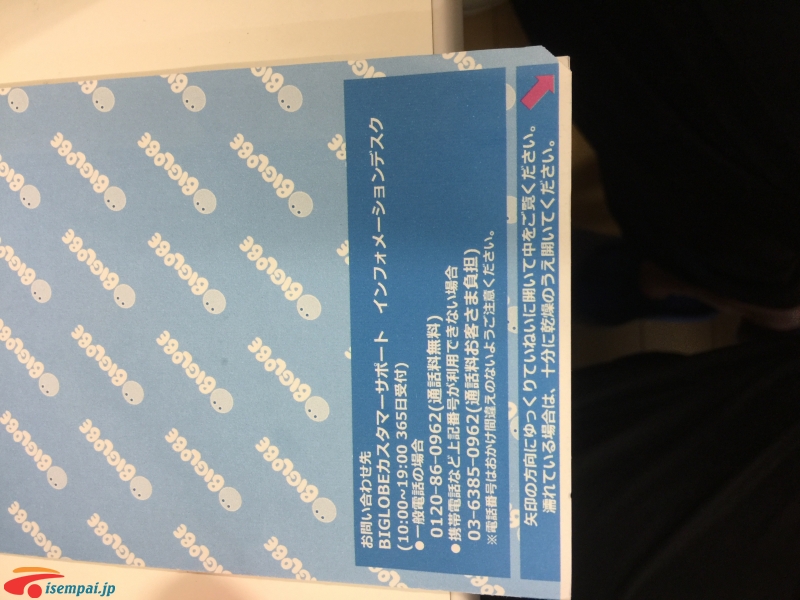 お問い合わせ先
BIGLOBEカスタマーサポート　インフォメーションデスク
(10:00~19:00 365日受付)
●一般電話の場合
0120-86-0962(通話料無料)
●携帯電話など上記番号が利用できない場合
03-6385-0962(通話料お客さま負担)
※電話番号はおかけ間違えのないようご注意ください。
矢印の方向にゆっくりていねいに開いて中をご覧ください。
濡れている場合は、十分に乾燥のうえ開いてください。
BIGLOBE
isempai.jp